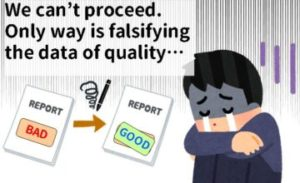 We can't proceed.
Only way is falsifying
the data of quality…
REPORT
BAD
REPORT
GOOD